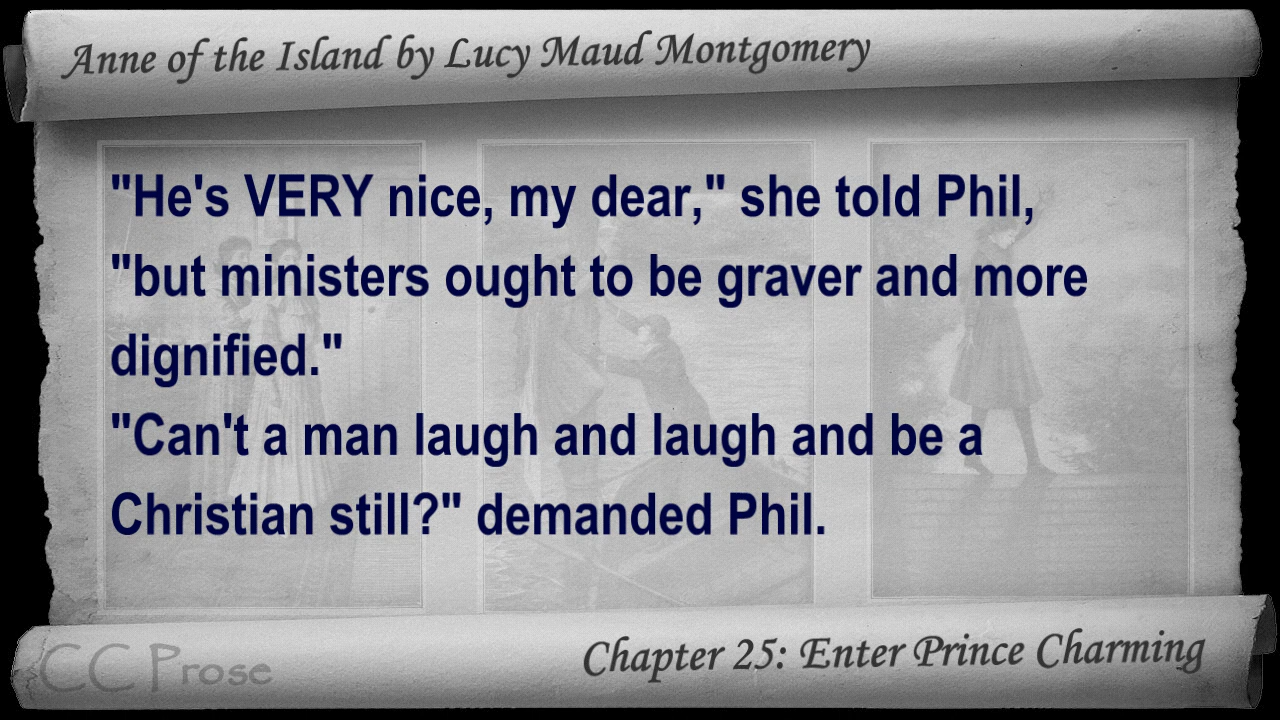 Anne of the Island by Lucy Maud Montgomery
"He's VERY nice, my dear," she told Phil,
"but ministers ought to be graver and more
dignified."
"Can't a man laugh and laugh and be a
Christian still?" demanded Phil.
CC Prose
Chapter 25: Enter Prince Charming